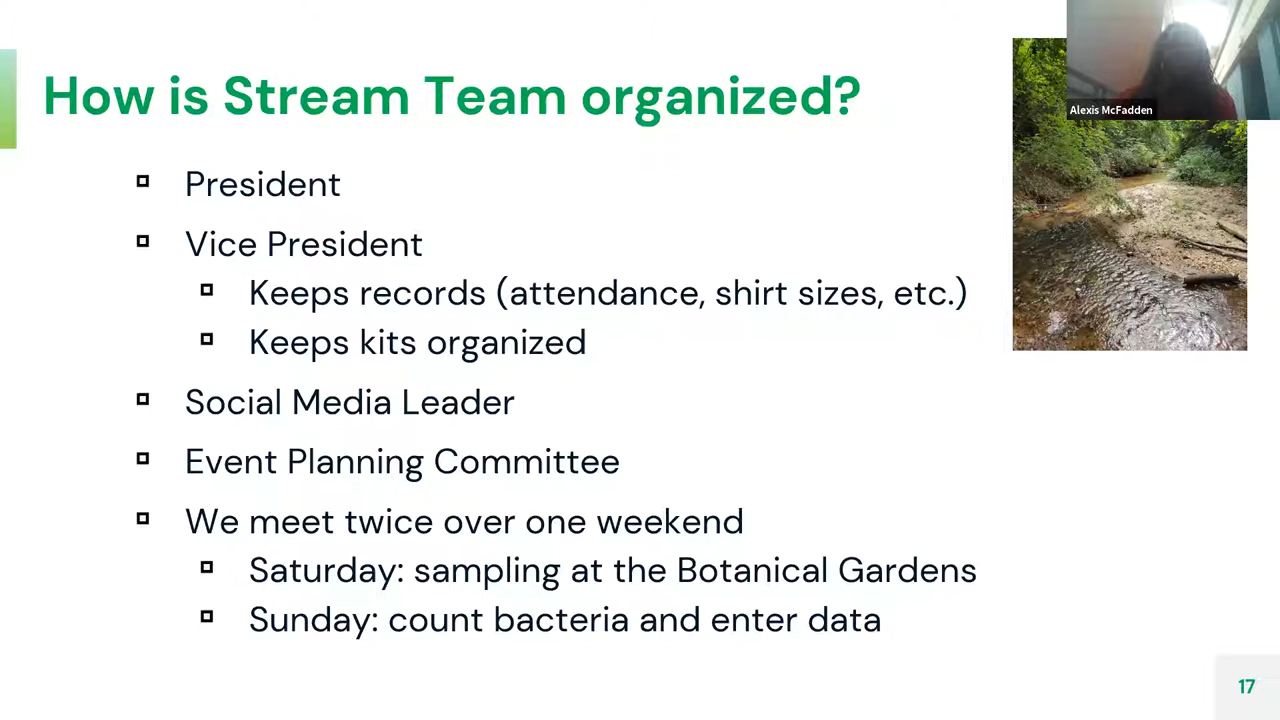 How is Stream Team organized?
Alexis McFadden
President
Vice President
Keeps records (attendance, shirt sizes, etc.)
Keeps kits organized
Social Media Leader
Event Planning Committee
We meet twice over one weekend
Saturday: sampling at the Botanical Gardens
Sunday: count bacteria and enter data
17